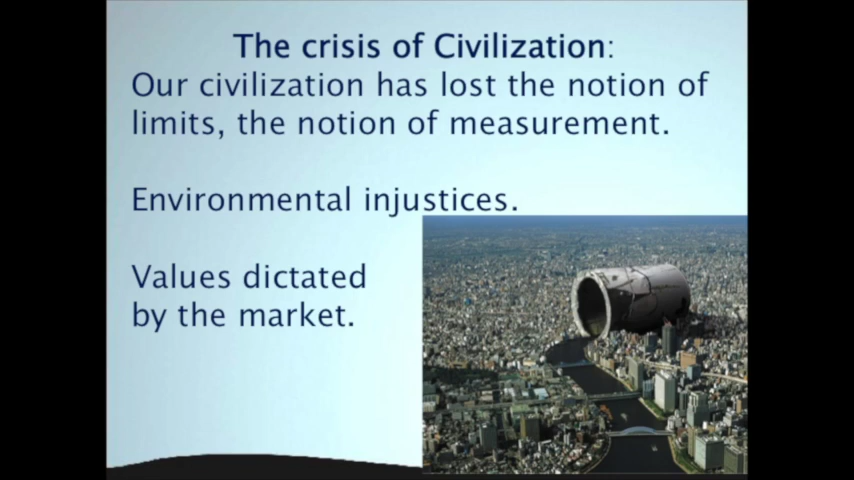 The crisis of Civilization:
Our civilization has lost the notion of
limits, the notion of measurement.
Environmental injustices.
Values dictated
by the market.